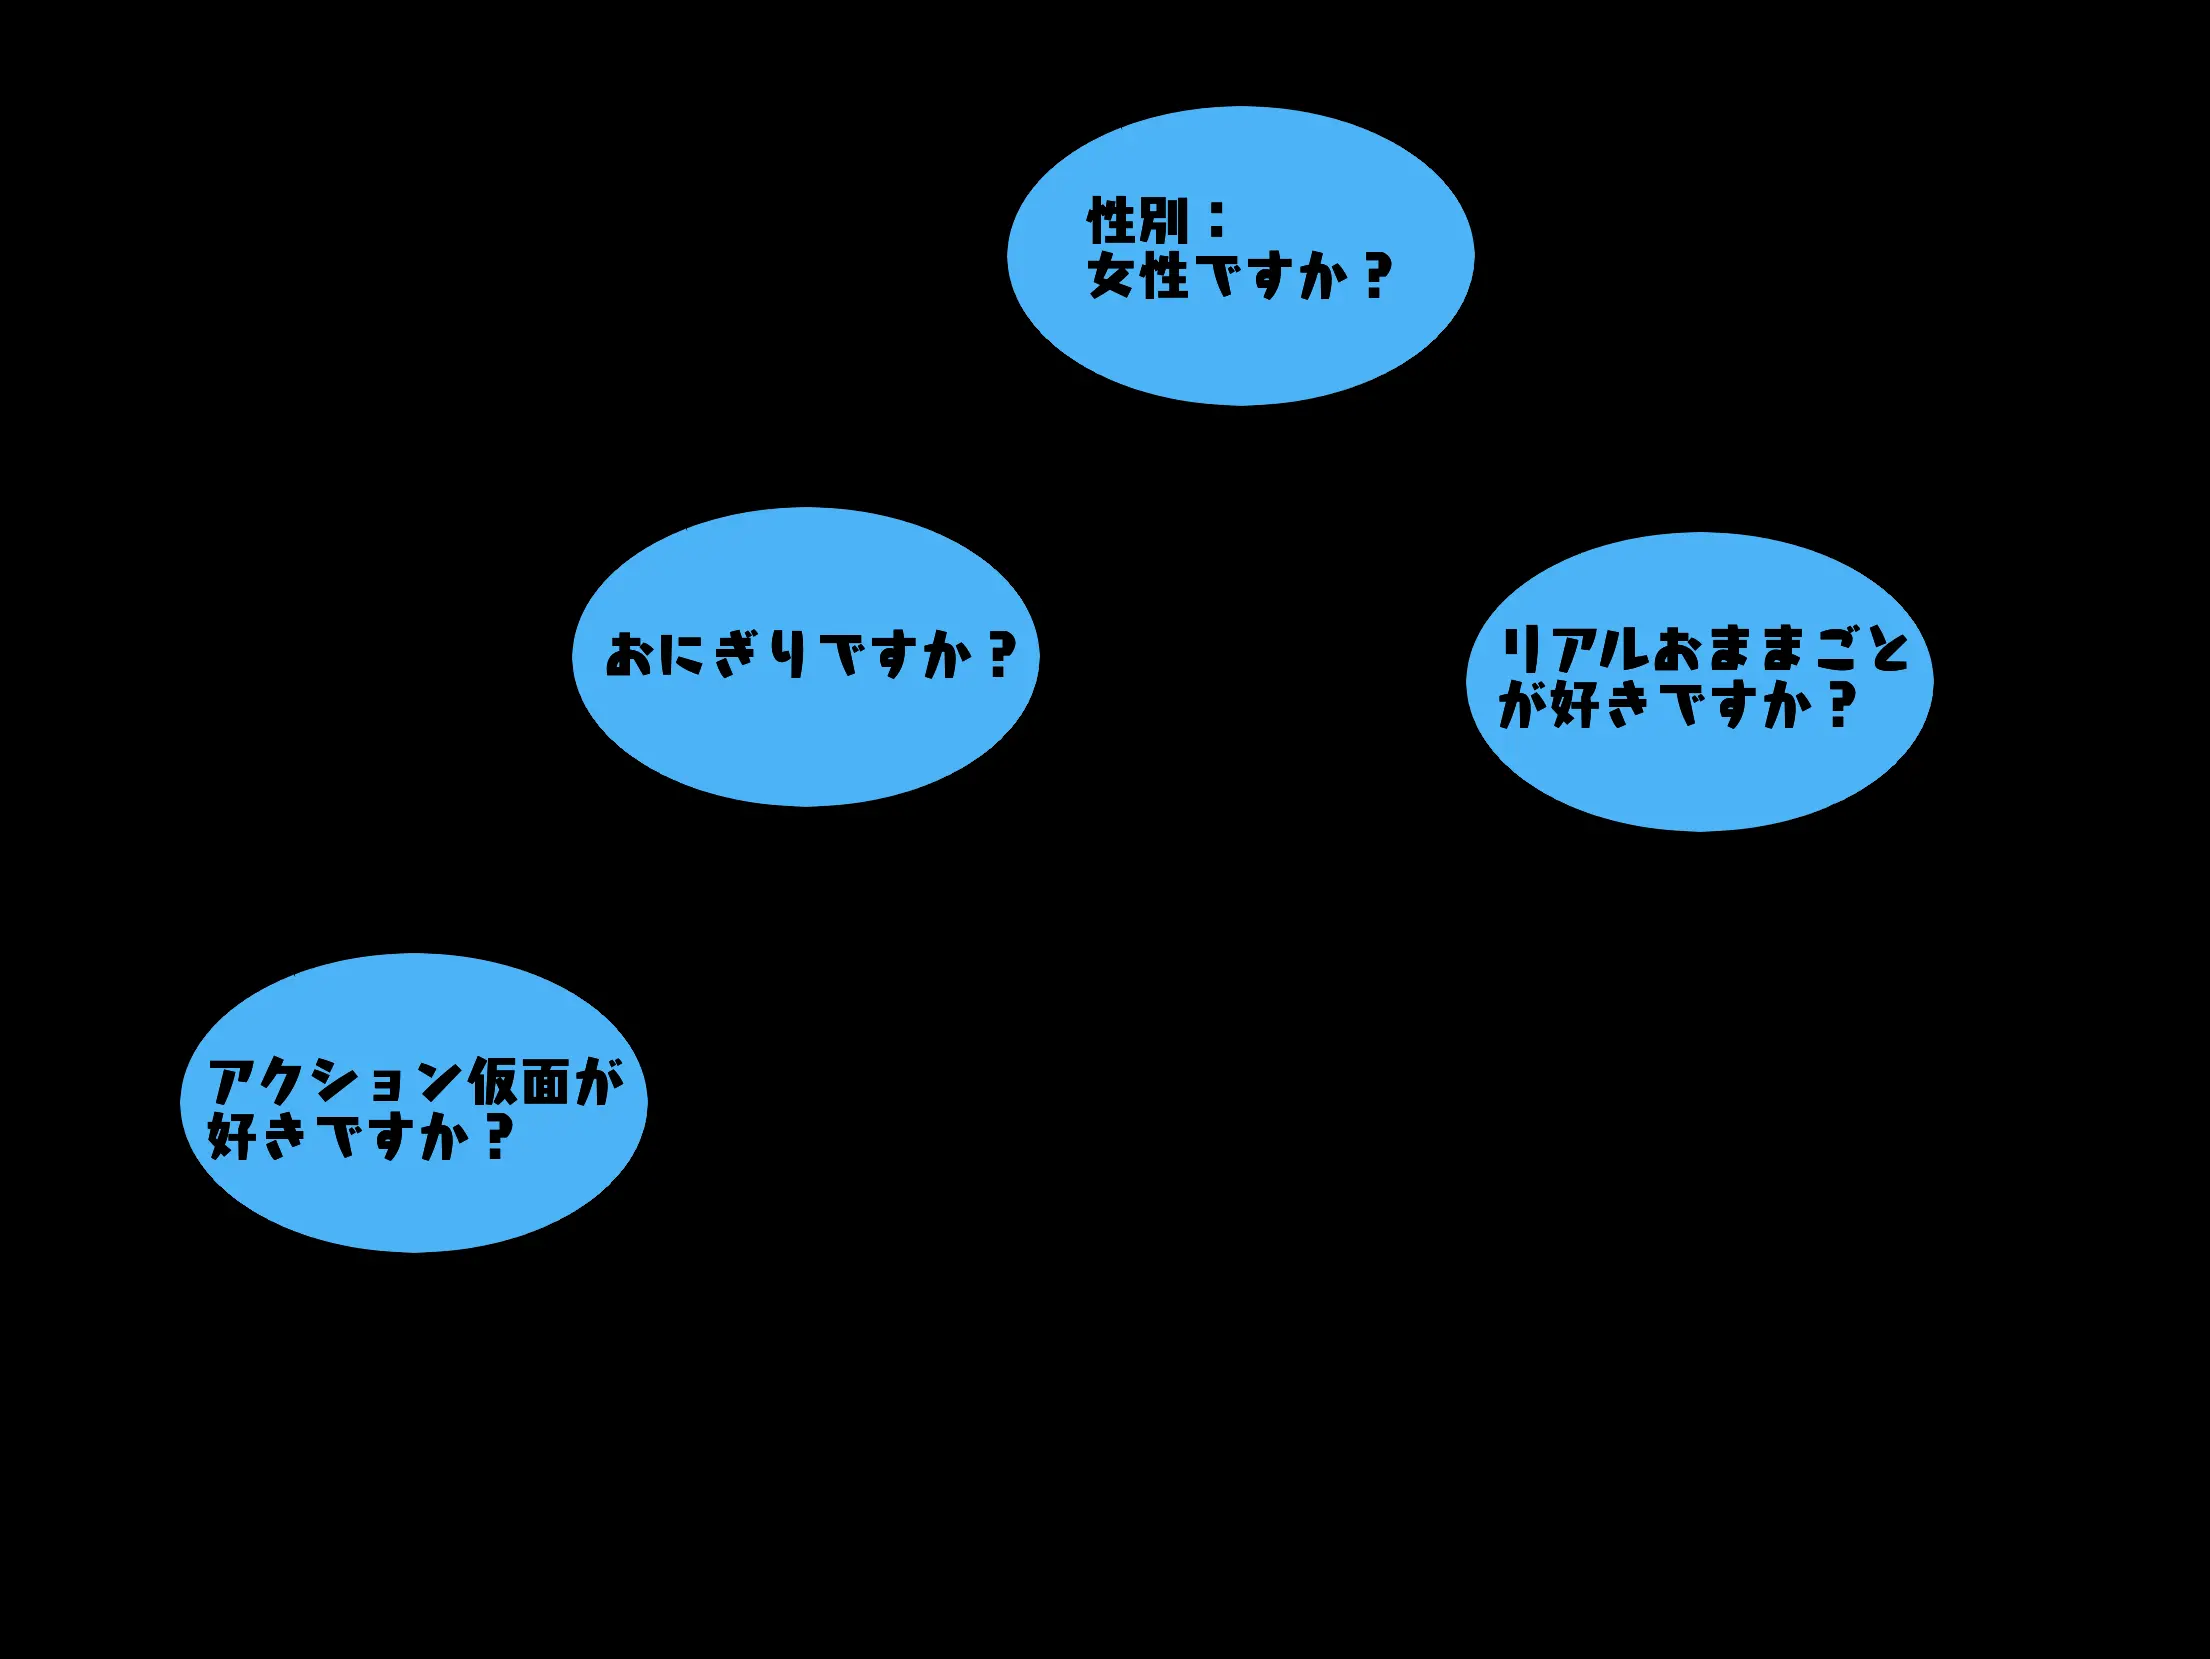 性別：
女性ですか？
おにぎりですか？
リアルおままごと
が好きですか？
アクション仮面が
好きですか？